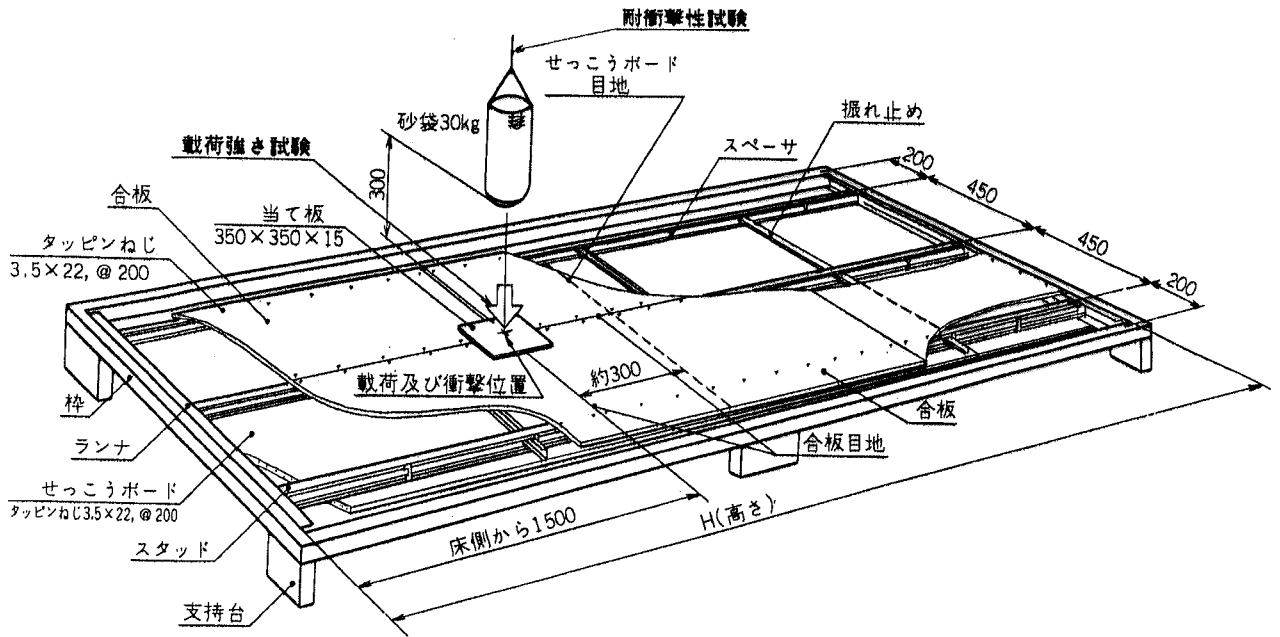 耐衝撃性試験
せっこうボード
目地
砂袋30kg
振れ止め
載荷強さ試験
スペーサ
300
200
合板
450
当て板
350×350×15
タッピンねじ
3.5×22, @200
450
200
載荷及び衝撃位置
約300
枠
合板
ランナ
合板目地
せっこうボード
タッピンねじ3.5×22, @200
床側から1500
H(高さ)
スタッド
支持台